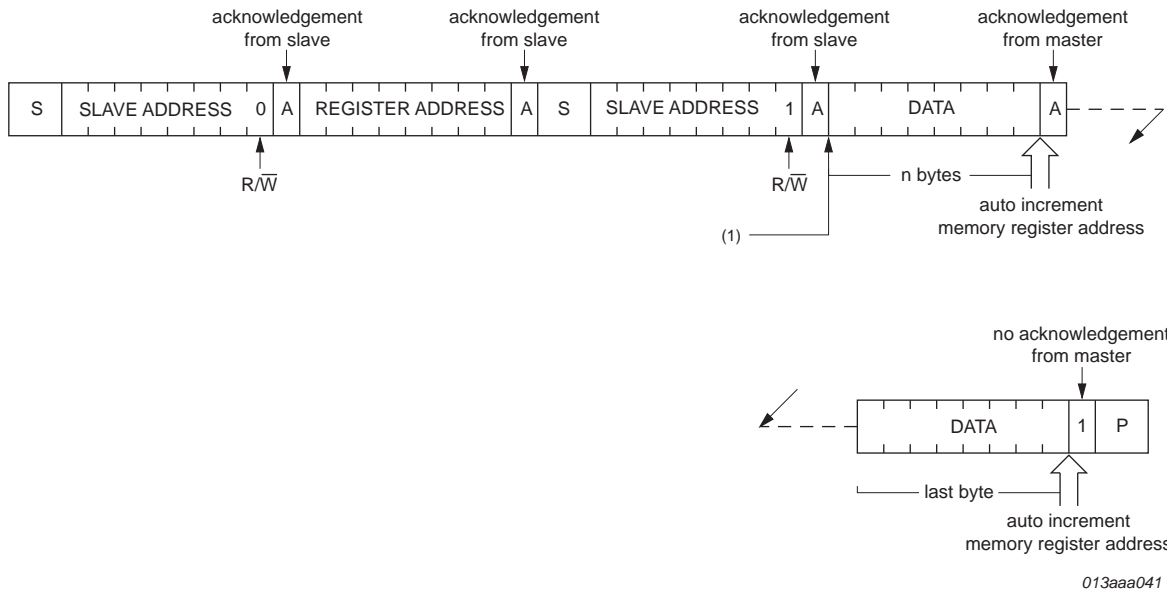 acknowledgement from slave
acknowledgement from slave
acknowledgement from slave
acknowledgement from master
S SLAVE ADDRESS 0 A REGISTER ADDRESS A S SLAVE ADDRESS 1 A DATA A
R/W̅ R/W̅ n bytes
auto increment
memory register address
(1)
no acknowledgement
from master
DATA 1 P
last byte
auto increment
memory register address
013aaa041